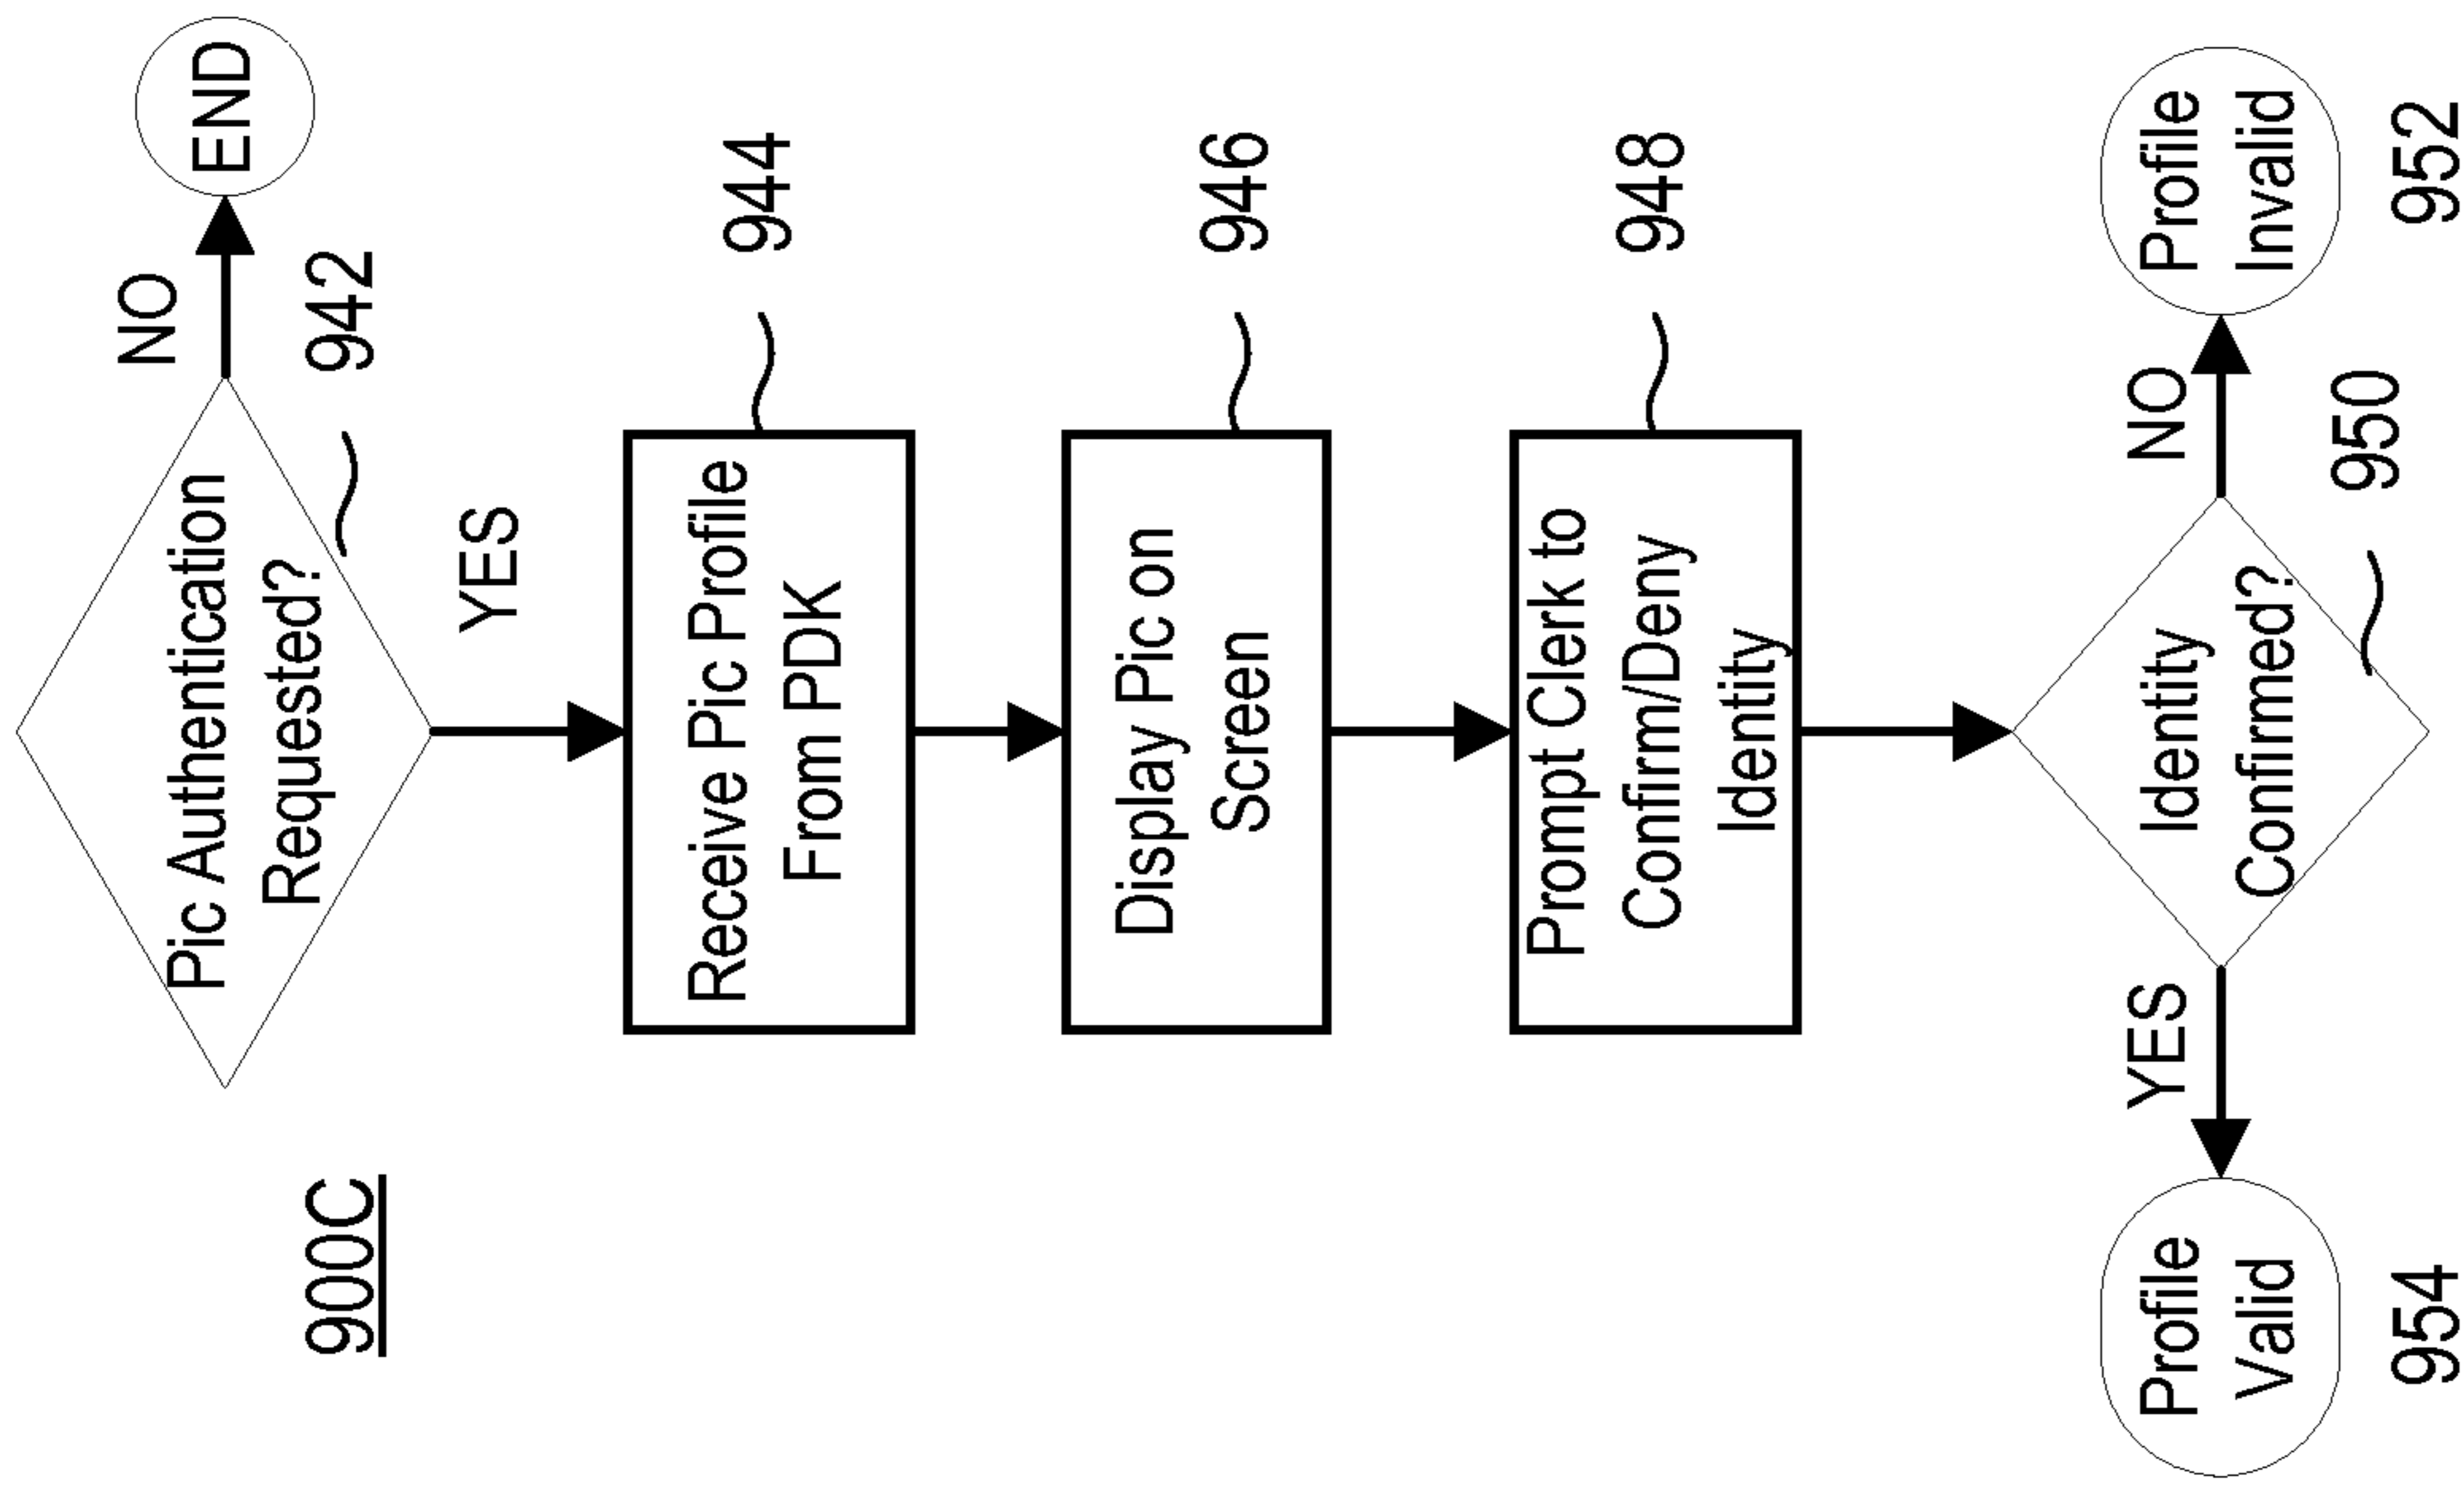 900C
Pic Authentication
Requested?
942
NO
END
YES
Receive Pic Profile
From PDK
944
Display Pic on
Screen
946
Prompt Clerk to
Confirm/Deny
Identity
948
Identity
Confirmed?
950
YES
Profile
Valid
954
NO
Profile
Invalid
952